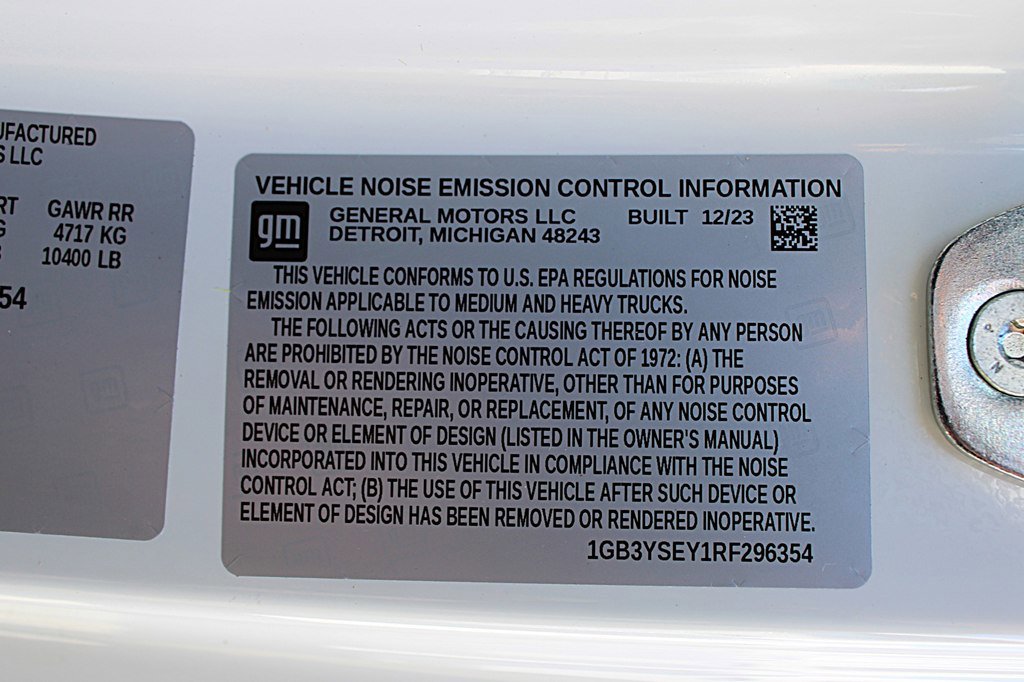 UFACTURED
S LLC
RT GAWR RR
G 4717 KG
B 10400 LB
54
VEHICLE NOISE EMISSION CONTROL INFORMATION
gm
GENERAL MOTORS LLC BUILT 12/23
DETROIT, MICHIGAN 48243
THIS VEHICLE CONFORMS TO U.S. EPA REGULATIONS FOR NOISE
EMISSION APPLICABLE TO MEDIUM AND HEAVY TRUCKS.
THE FOLLOWING ACTS OR THE CAUSING THEREOF BY ANY PERSON
ARE PROHIBITED BY THE NOISE CONTROL ACT OF 1972: (A) THE
REMOVAL OR RENDERING INOPERATIVE, OTHER THAN FOR PURPOSES
OF MAINTENANCE, REPAIR, OR REPLACEMENT, OF ANY NOISE CONTROL
DEVICE OR ELEMENT OF DESIGN (LISTED IN THE OWNER'S MANUAL)
INCORPORATED INTO THIS VEHICLE IN COMPLIANCE WITH THE NOISE
CONTROL ACT; (B) THE USE OF THIS VEHICLE AFTER SUCH DEVICE OR
ELEMENT OF DESIGN HAS BEEN REMOVED OR RENDERED INOPERATIVE.
1GB3YSEY1RF296354
P
N